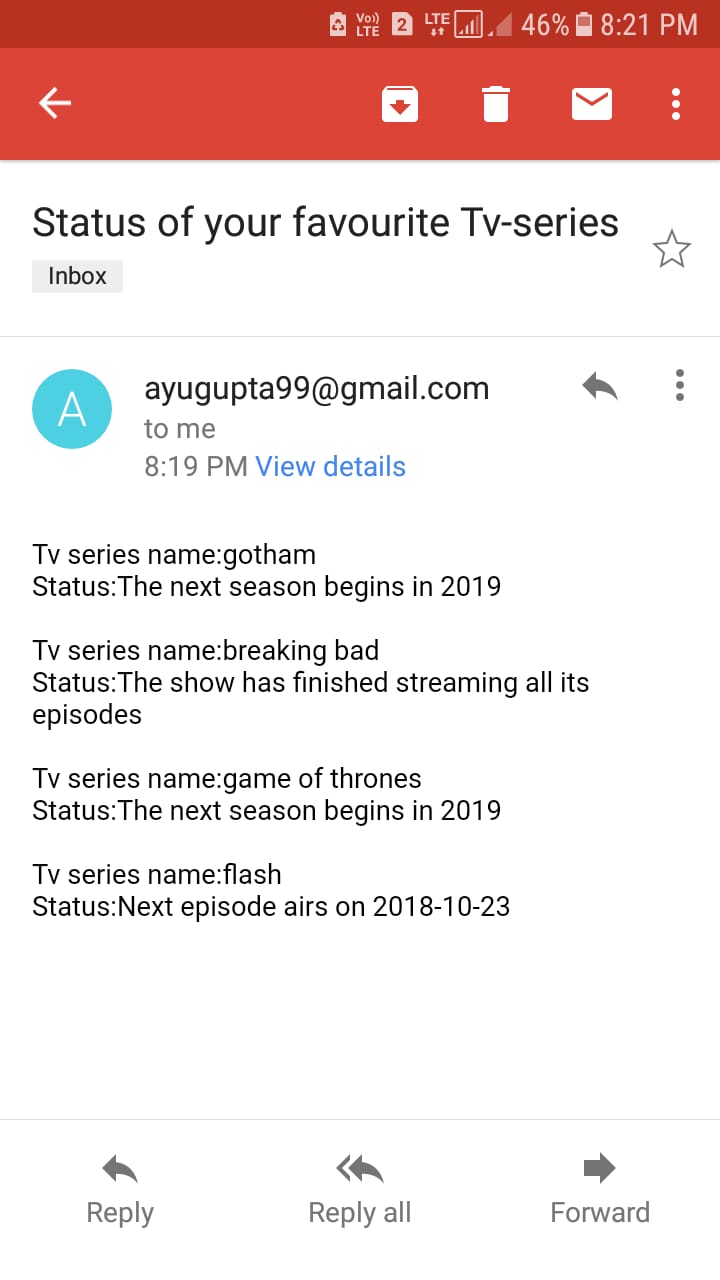 Vo)) LTE 2 LTE 46% 8:21 PM
Status of your favourite Tv-series
Inbox
A
ayugupta99@gmail.com
to me
8:19 PM View details
Tv series name:gotham
Status:The next season begins in 2019
Tv series name:breaking bad
Status:The show has finished streaming all its
episodes
Tv series name:game of thrones
Status:The next season begins in 2019
Tv series name:flash
Status:Next episode airs on 2018-10-23
Reply Reply all Forward